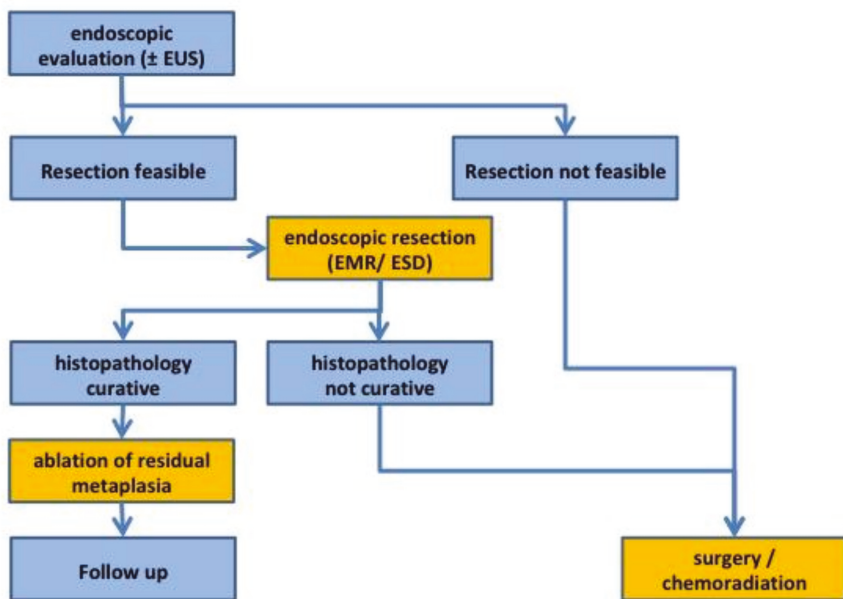 endoscopic
evaluation (± EUS)
Resection feasible
Resection not feasible
endoscopic resection
(EMR/ ESD)
histopathology
curative
histopathology
not curative
ablation of residual
metaplasia
Follow up
surgery /
chemoradiation